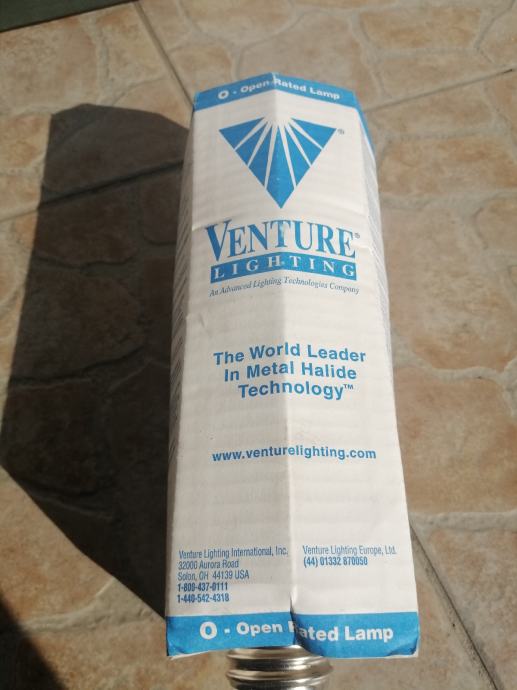 O - Open Rated Lamp
®
VENTURE®
LIGHTING
An Advanced Lighting Technologies Company
The World Leader
In Metal Halide
Technology™
www.venturelighting.com
Venture Lighting International, Inc.
32000 Aurora Road
Solon, OH 44139 USA
1-800-437-0111
1-440-542-4318
Venture Lighting Europe, Ltd.
(44) 01332 870050
O - Open Rated Lamp